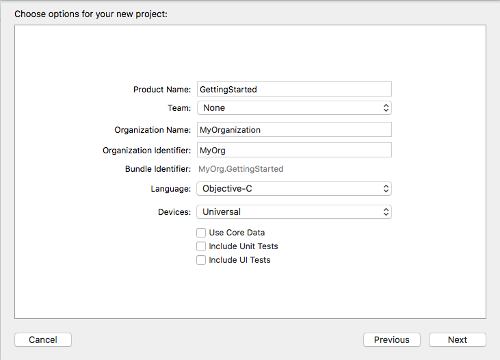 Choose options for your new project:
Product Name: GettingStarted
Team: None
Organization Name: MyOrganization
Organization Identifier: MyOrg
Bundle Identifier: MyOrg.GettingStarted
Language: Objective-C
Devices: Universal
Use Core Data
Include Unit Tests
Include UI Tests
Cancel Previous Next